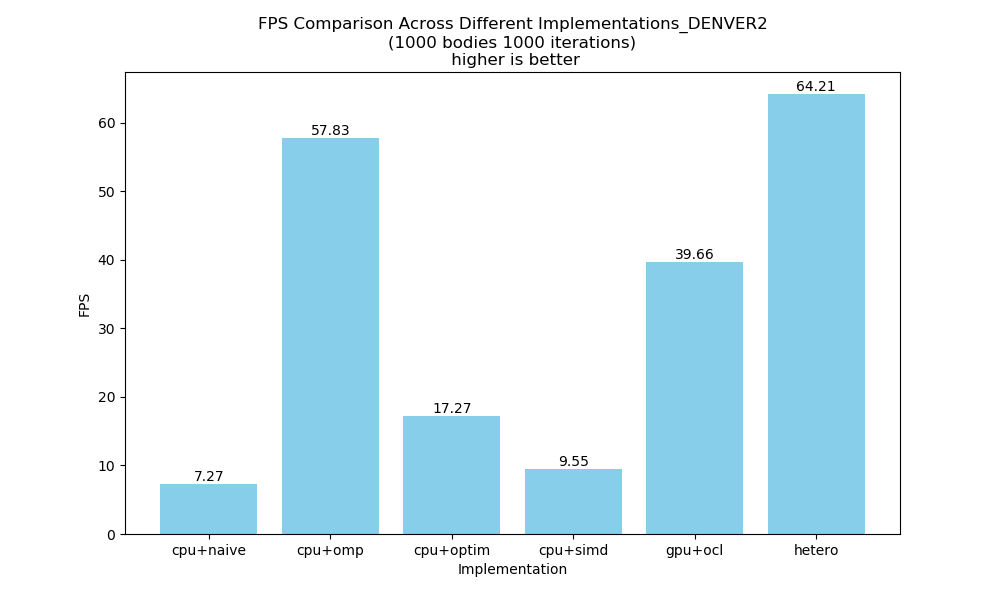 FPS Comparison Across Different Implementations_DENVER2
(1000 bodies 1000 iterations)
higher is better
64.21
60
57.83
50
40
39.66
FPS
30
20
17.27
10
9.55
7.27
0
cpu+naive cpu+omp cpu+optim cpu+simd gpu+ocl hetero
Implementation